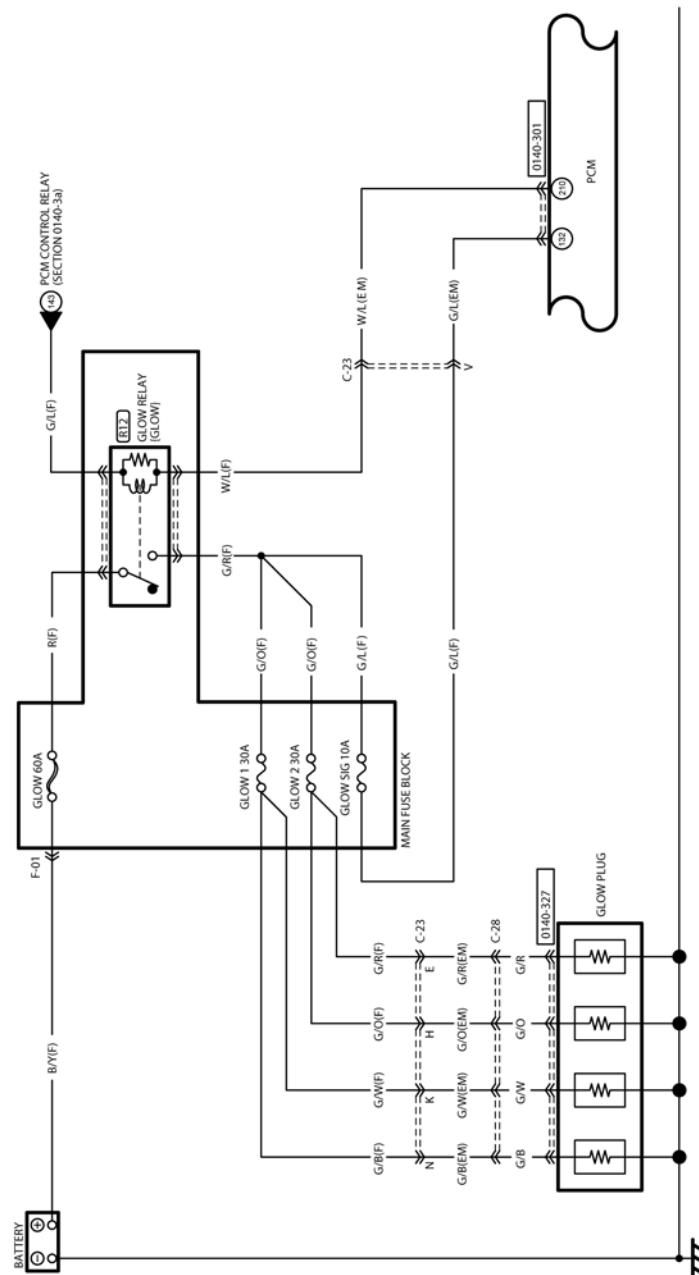 BATTERY
B/Y(F)
F-01
GLOW 60A
R(F)
G/L(F)
143
PCM CONTROL RELAY
(SECTION 0140-3a)
R12
GLOW RELAY
(GLOW)
G/R(F)
W/L(F)
GLOW 1 30A
G/O(F)
GLOW 2 30A
G/O(F)
GLOW SIG 10A
G/L(F)
MAIN FUSE BLOCK
C-23
W/L(E M)
G/L(F)
V
G/L(EM)
0140-301
210
132
PCM
G/B(F)
G/W(F)
G/O(F)
G/R(F)
C-23
N
K
H
E
G/B(EM)
G/W(EM)
G/O(EM)
G/R(EM)
C-28
G/B
G/W
G/O
G/R
0140-327
GLOW PLUG